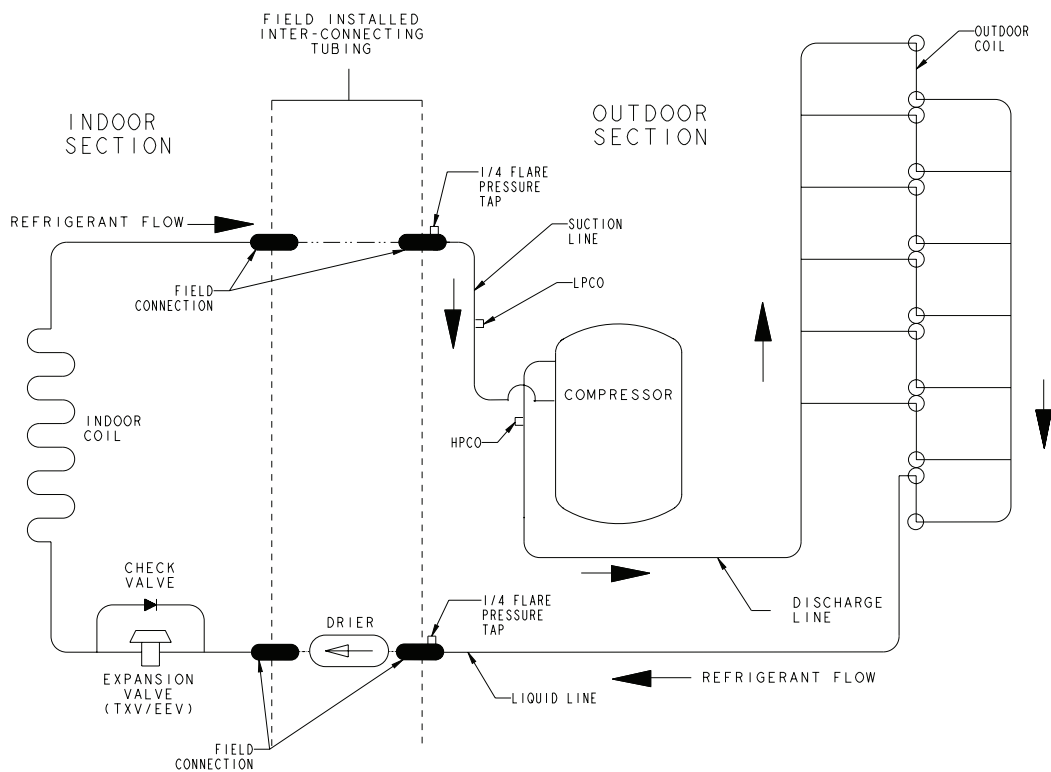 FIELD INSTALLED
INTER-CONNECTING
TUBING
OUTDOOR
COIL
INDOOR
SECTION
OUTDOOR
SECTION
1/4 FLARE
PRESSURE
TAP
REFRIGERANT FLOW
SUCTION
LINE
FIELD
CONNECTION
LPCO
COMPRESSOR
INDOOR
COIL
HPCO
CHECK
VALVE
DRIER
1/4 FLARE
PRESSURE
TAP
DISCHARGE
LINE
EXPANSION
VALVE
(TXV/EEV)
LIQUID LINE
REFRIGERANT FLOW
FIELD
CONNECTION